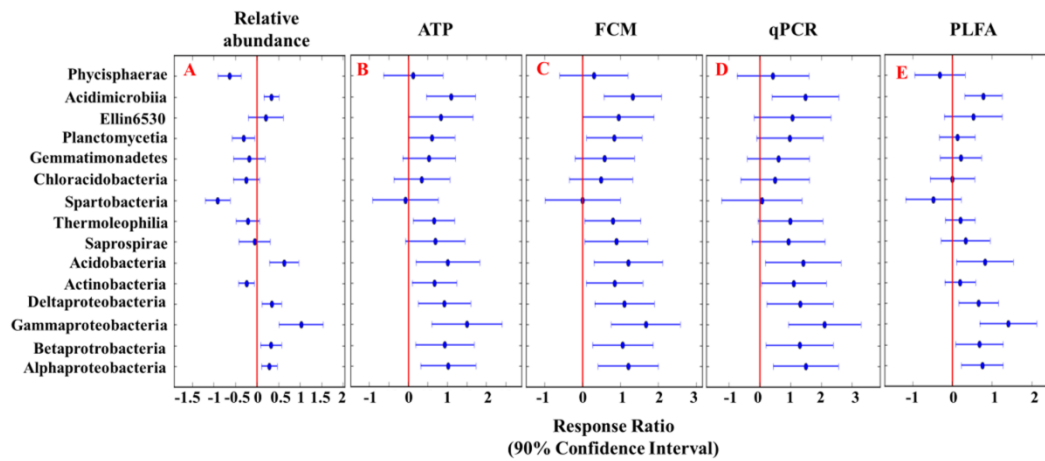 Relative
abundance
ATP
FCM
qPCR
PLFA
A
B
C
D
E
Phycisphaerae
Acidimicrobiia
Ellin6530
Planctomycetia
Gemmatimonadetes
Chloracidobacteria
Spartobacteria
Thermoleophilia
Saprospirae
Acidobacteria
Actinobacteria
Deltaproteobacteria
Gammaproteobacteria
Betaprotrobacteria
Alphaproteobacteria
-1.5 -1 -0.5 0 0.5 1 1.5 2
-1 0 1 2
-1 0 1 2
-1 0 1 2 3
-1 0 1 2
Response Ratio
(90% Confidence Interval)